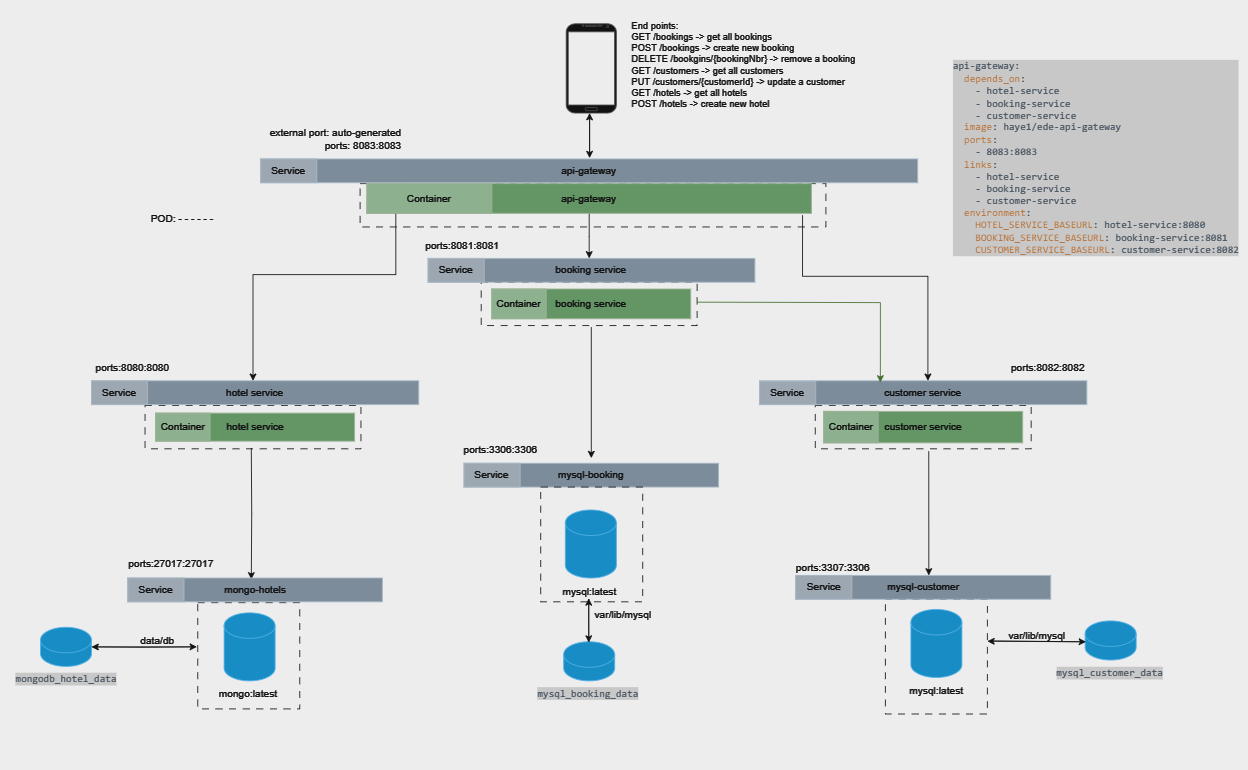 End points:
GET /bookings -> get all bookings
POST /bookings -> create new booking
DELETE /bookgins/{bookingNbr} -> remove a booking
GET /customers -> get all customers
PUT /customers/{customerId} -> update a customer
GET /hotels -> get all hotels
POST /hotels -> create new hotel
api-gateway:
depends_on:
- hotel-service
- booking-service
- customer-service
image: haye1/ede-api-gateway
ports:
- 8083:8083
links:
- hotel-service
- booking-service
- customer-service
environment:
HOTEL_SERVICE_BASEURL: hotel-service:8080
BOOKING_SERVICE_BASEURL: booking-service:8081
CUSTOMER_SERVICE_BASEURL: customer-service:8082
external port: auto-generated
ports: 8083:8083
Service api-gateway
Container api-gateway
POD: ------
ports:8081:8081
Service booking service
Container booking service
ports:8080:8080
Service hotel service
Container hotel service
ports:8082:8082
Service customer service
Container customer service
ports:3306:3306
Service mysql-booking
mysql:latest
var/lib/mysql
mysql_booking_data
ports:27017:27017
Service mongo-hotels
data/db
mongodb_hotel_data
mongo:latest
ports:3307:3306
Service mysql-customer
var/lib/mysql
mysql_customer_data
mysql:latest